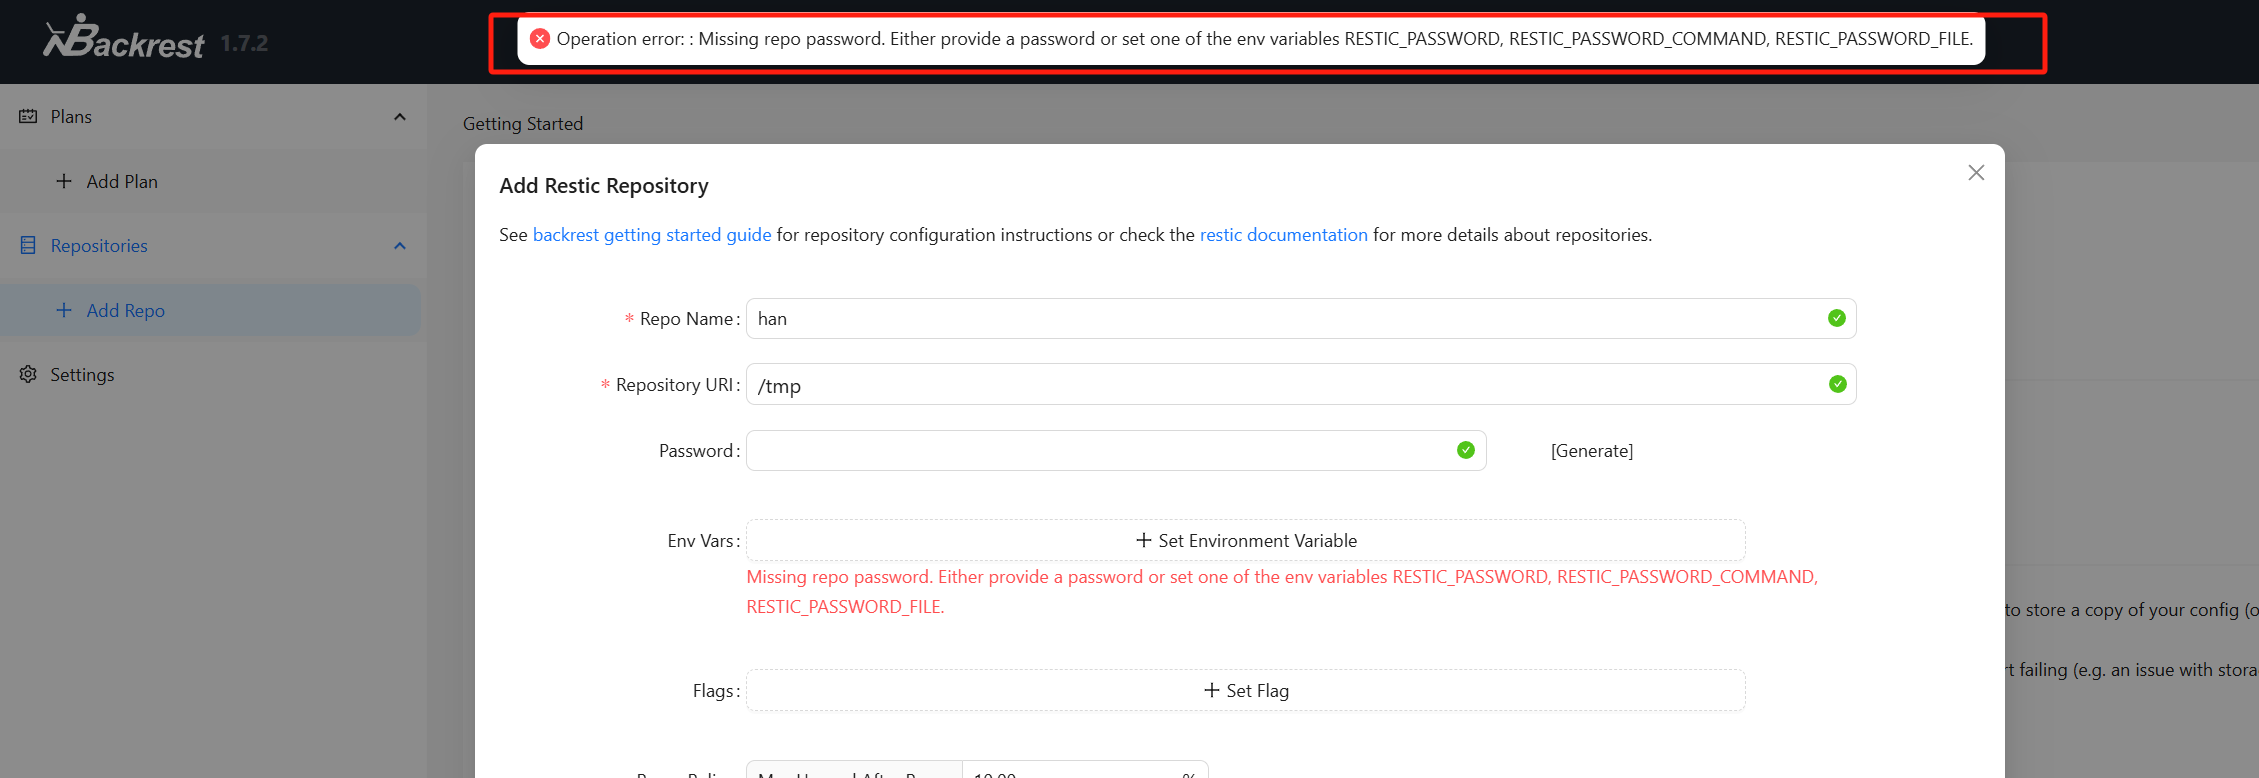 Backrest 1.7.2
Operation error: : Missing repo password. Either provide a password or set one of the env variables RESTIC_PASSWORD, RESTIC_PASSWORD_COMMAND, RESTIC_PASSWORD_FILE.
Plans
Add Plan
Repositories
Add Repo
Settings
Getting Started
Add Restic Repository
See backrest getting started guide for repository configuration instructions or check the restic documentation for more details about repositories.
* Repo Name: han
* Repository URI: /tmp
Password: [Generate]
Env Vars: + Set Environment Variable
Missing repo password. Either provide a password or set one of the env variables RESTIC_PASSWORD, RESTIC_PASSWORD_COMMAND,
RESTIC_PASSWORD_FILE.
to store a copy of your config (o
rt failing (e.g. an issue with stora
Flags: + Set Flag